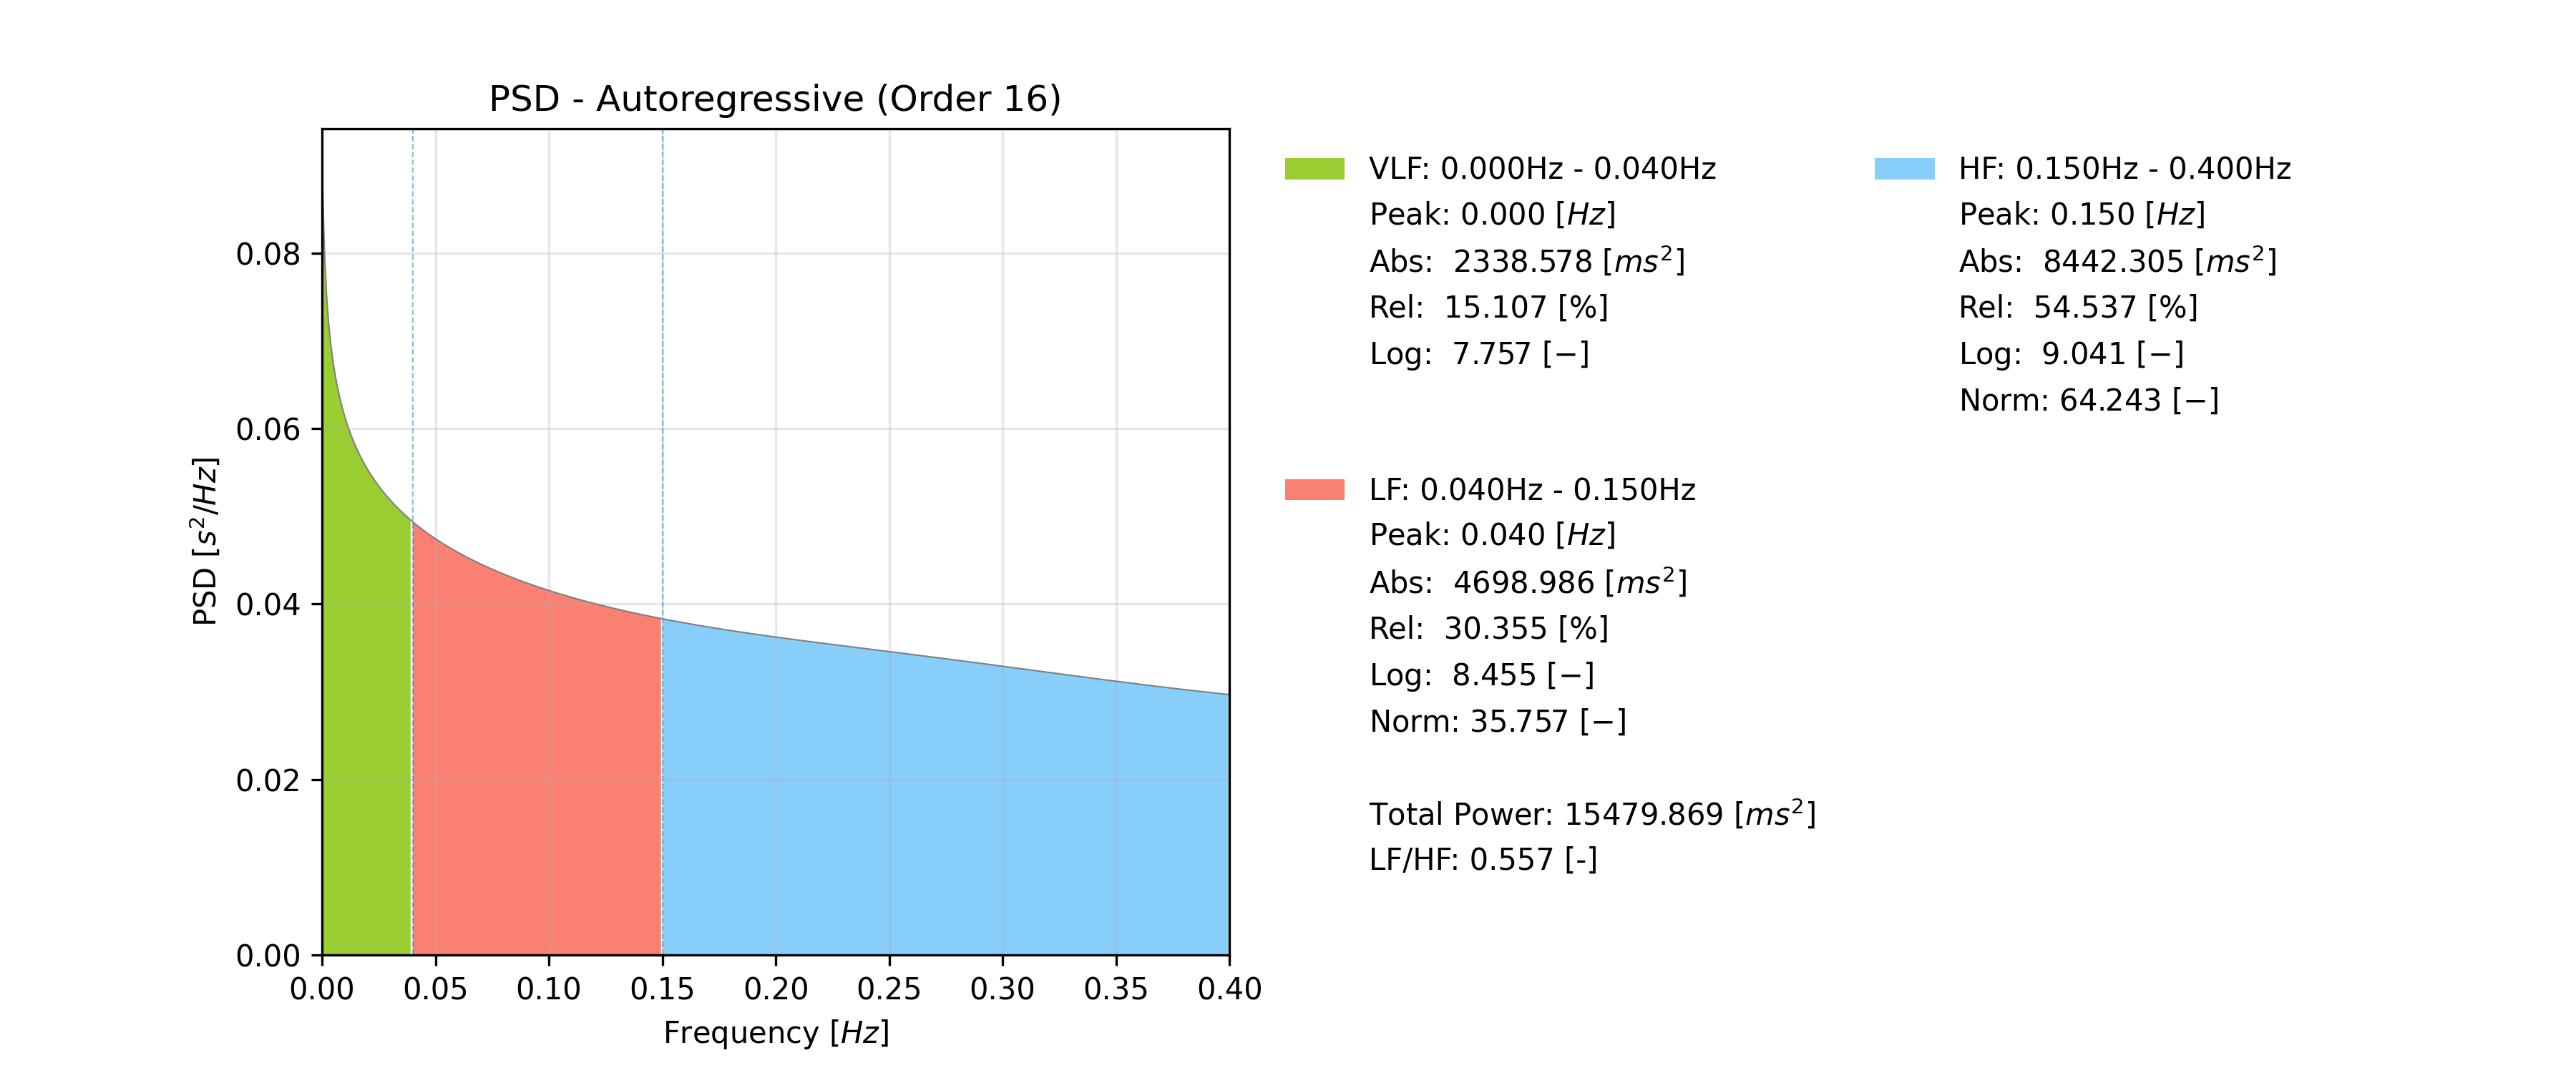 PSD - Autoregressive (Order 16)
PSD [s²/Hz]
0.08
0.06
0.04
0.02
0.00
0.00 0.05 0.10 0.15 0.20 0.25 0.30 0.35 0.40
Frequency [Hz]
VLF: 0.000Hz - 0.040Hz
Peak: 0.000 [Hz]
Abs: 2338.578 [ms²]
Rel: 15.107 [%]
Log: 7.757 [−]
LF: 0.040Hz - 0.150Hz
Peak: 0.040 [Hz]
Abs: 4698.986 [ms²]
Rel: 30.355 [%]
Log: 8.455 [−]
Norm: 35.757 [−]
Total Power: 15479.869 [ms²]
LF/HF: 0.557 [-]
HF: 0.150Hz - 0.400Hz
Peak: 0.150 [Hz]
Abs: 8442.305 [ms²]
Rel: 54.537 [%]
Log: 9.041 [−]
Norm: 64.243 [−]